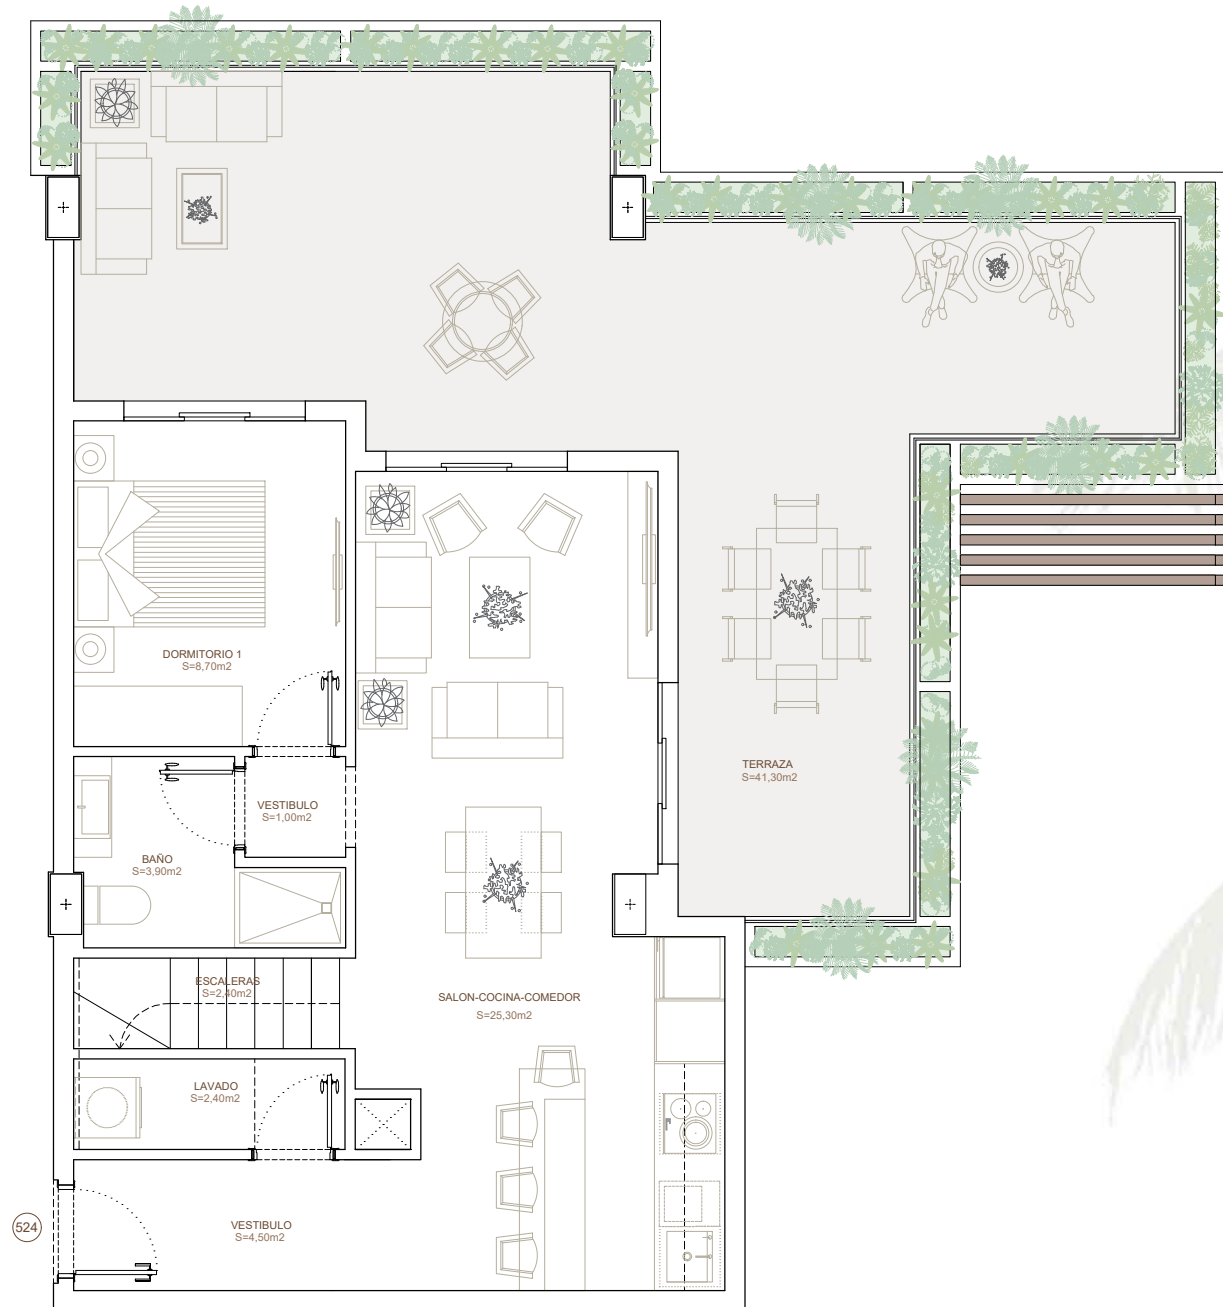 DORMITORIO 1
S=8,70m2
TERRAZA
S=41,30m2
VESTIBULO
S=1,00m2
BAÑO
S=3,90m2
ESCALERAS
S=2,40m2
SALON-COCINA-COMEDOR
S=25,30m2
LAVADO
S=2,40m2
VESTIBULO
S=4,50m2
524